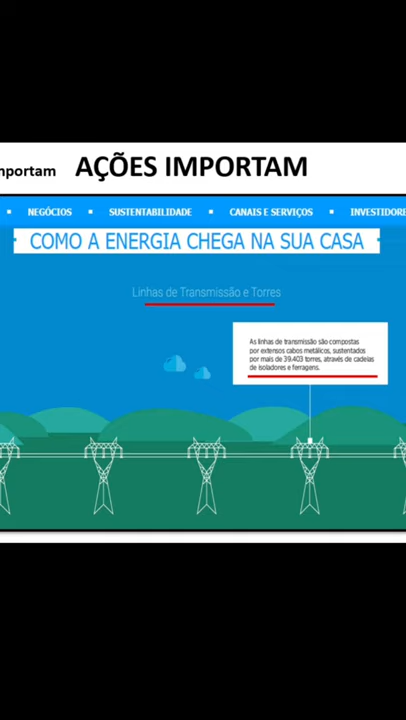 mportam AÇÕES IMPORTAM
NEGÓCIOS SUSTENTABILIDADE CANAIS E SERVIÇOS INVESTIDORE
COMO A ENERGIA CHEGA NA SUA CASA
Linhas de Transmissão e Torres
As linhas de transmissão são compostas
por extensos cabos metálicos, sustentados
por mais de 39.403 torres, através de cadeias
de isoladores e ferragens.